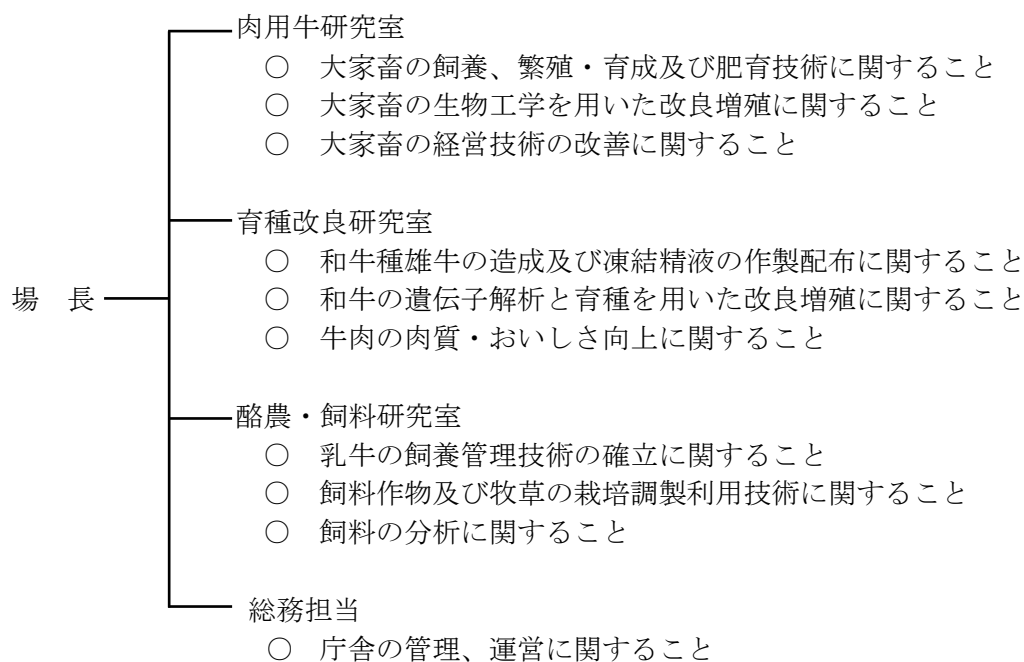 肉用牛研究室
○ 大家畜の飼養、繁殖・育成及び肥育技術に関すること
○ 大家畜の生物工学を用いた改良増殖に関すること
○ 大家畜の経営技術の改善に関すること
育種改良研究室
○ 和牛種雄牛の造成及び凍結精液の作製配布に関すること
場 長
○ 和牛の遺伝子解析と育種を用いた改良増殖に関すること
○ 牛肉の肉質・おいしさ向上に関すること
酪農・飼料研究室
○ 乳牛の飼養管理技術の確立に関すること
○ 飼料作物及び牧草の栽培調製利用技術に関すること
○ 飼料の分析に関すること
総務担当
○ 庁舎の管理、運営に関すること